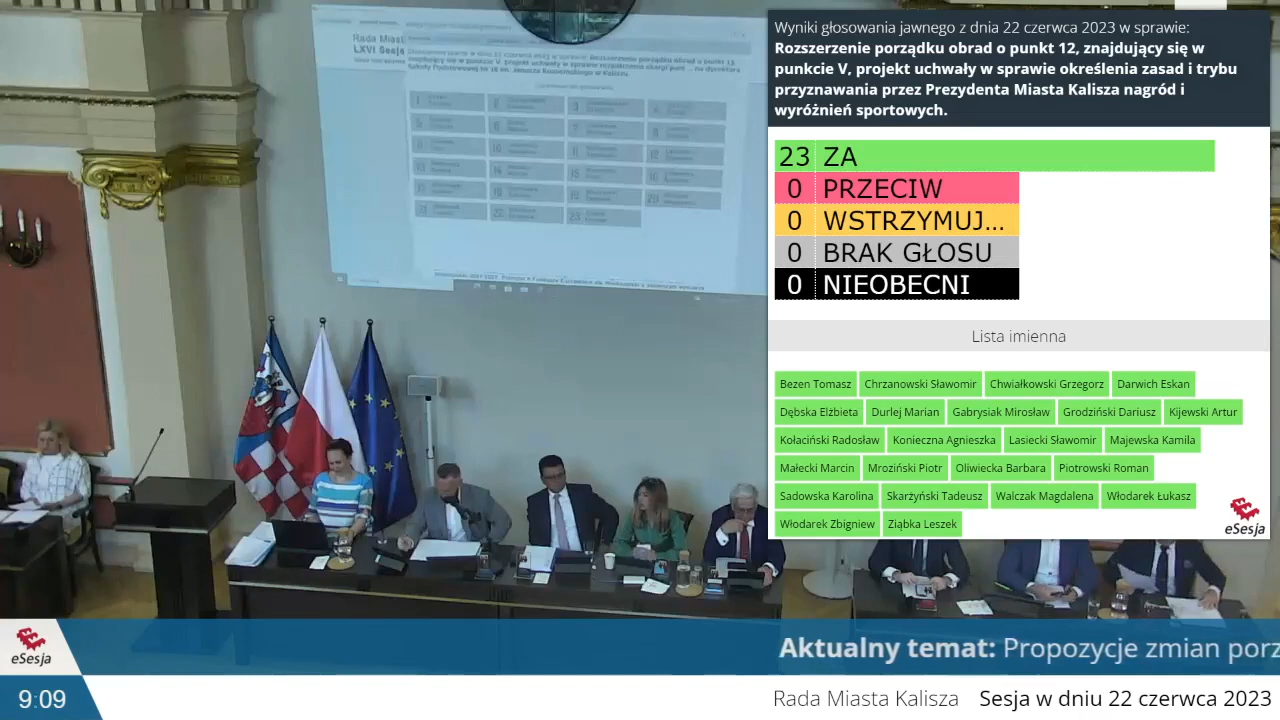 Wyniki głosowania jawnego z dnia 22 czerwca 2023 w sprawie:
Rozszerzenie porządku obrad o punkt 12, znajdujący się w
punkcie V, projekt uchwały w sprawie określenia zasad i trybu
przyznawania przez Prezydenta Miasta Kalisza nagród i
wyróżnień sportowych.
23 ZA
0 PRZECIW
0 WSTRZYMUJ...
0 BRAK GŁOSU
0 NIEOBECNI
Lista imienna
Bezen Tomasz Chrzanowski Sławomir Chwiałkowski Grzegorz Darwich Eskan
Dębska Elżbieta Durlej Marian Gabrysiak Mirosław Grodziński Dariusz Kijewski Artur
Kołaciński Radosław Konieczna Agnieszka Lasiecki Sławomir Majewska Kamila
Małecki Marcin Mroziński Piotr Oliwiecka Barbara Piotrowski Roman
Sadowska Karolina Skarżyński Tadeusz Walczak Magdalena Włodarek Łukasz
Włodarek Zbigniew Ziąbka Leszek
eSesja
Rada Miast
LXVI Sesja
eSesja
Aktualny temat: Propozycje zmian porz
9:09
Rada Miasta Kalisza Sesja w dniu 22 czerwca 2023